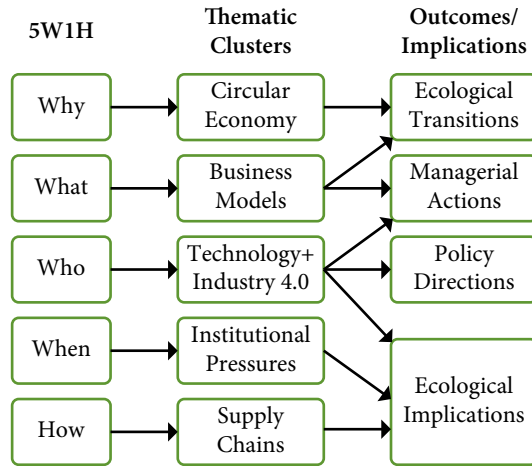 5W1H
Thematic
Clusters
Outcomes/
Implications
Why
Circular
Economy
Ecological
Transitions
What
Business
Models
Managerial
Actions
Who
Technology+
Industry 4.0
Policy
Directions
When
Institutional
Pressures
Ecological
Implications
How
Supply
Chains